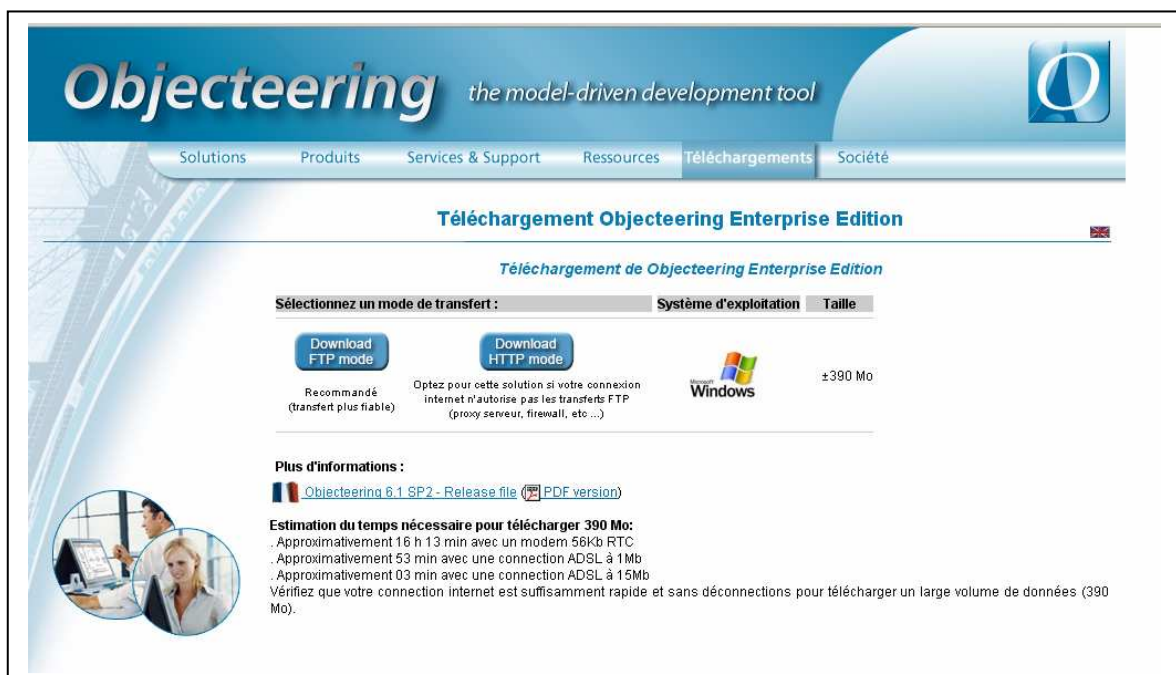 Objecteering the model-driven development tool
O
Solutions Produits Services & Support Ressources Téléchargements Société
Téléchargement Objecteering Enterprise Edition
Téléchargement de Objecteering Enterprise Edition
Sélectionnez un mode de transfert : Système d'exploitation Taille
Download
FTP mode
Recommandé
(transfert plus fiable)
Download
HTTP mode
Optez pour cette solution si votre connexion
internet n'autorise pas les transferts FTP
(proxy serveur, firewall, etc ...)
Microsoft
Windows
±390 Mo
Plus d'informations :
Objecteering 6.1 SP2 - Release file (PDF version)
Estimation du temps nécessaire pour télécharger 390 Mo:
. Approximativement 16 h 13 min avec un modem 56Kb RTC
. Approximativement 53 min avec une connection ADSL à 1Mb
. Approximativement 03 min avec une connection ADSL à 15Mb
Vérifiez que votre connection internet est suffisamment rapide et sans déconnections pour télécharger un large volume de données (390
Mo).